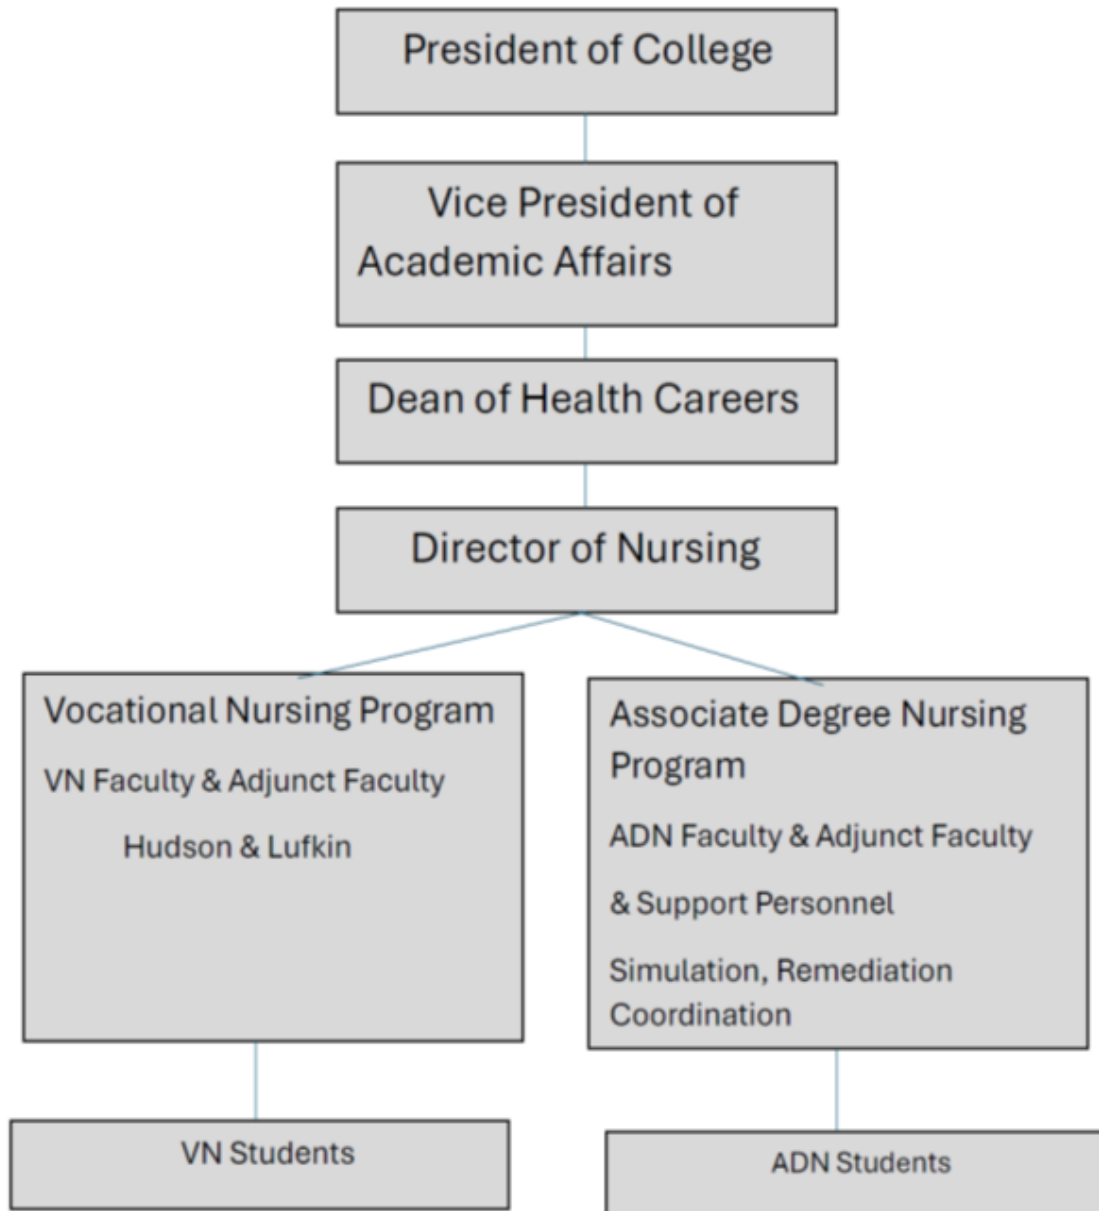 President of College
Vice President of
Academic Affairs
Dean of Health Careers
Director of Nursing
Vocational Nursing Program
VN Faculty & Adjunct Faculty
Hudson & Lufkin
Associate Degree Nursing
Program
ADN Faculty & Adjunct Faculty
& Support Personnel
Simulation, Remediation
Coordination
VN Students
ADN Students